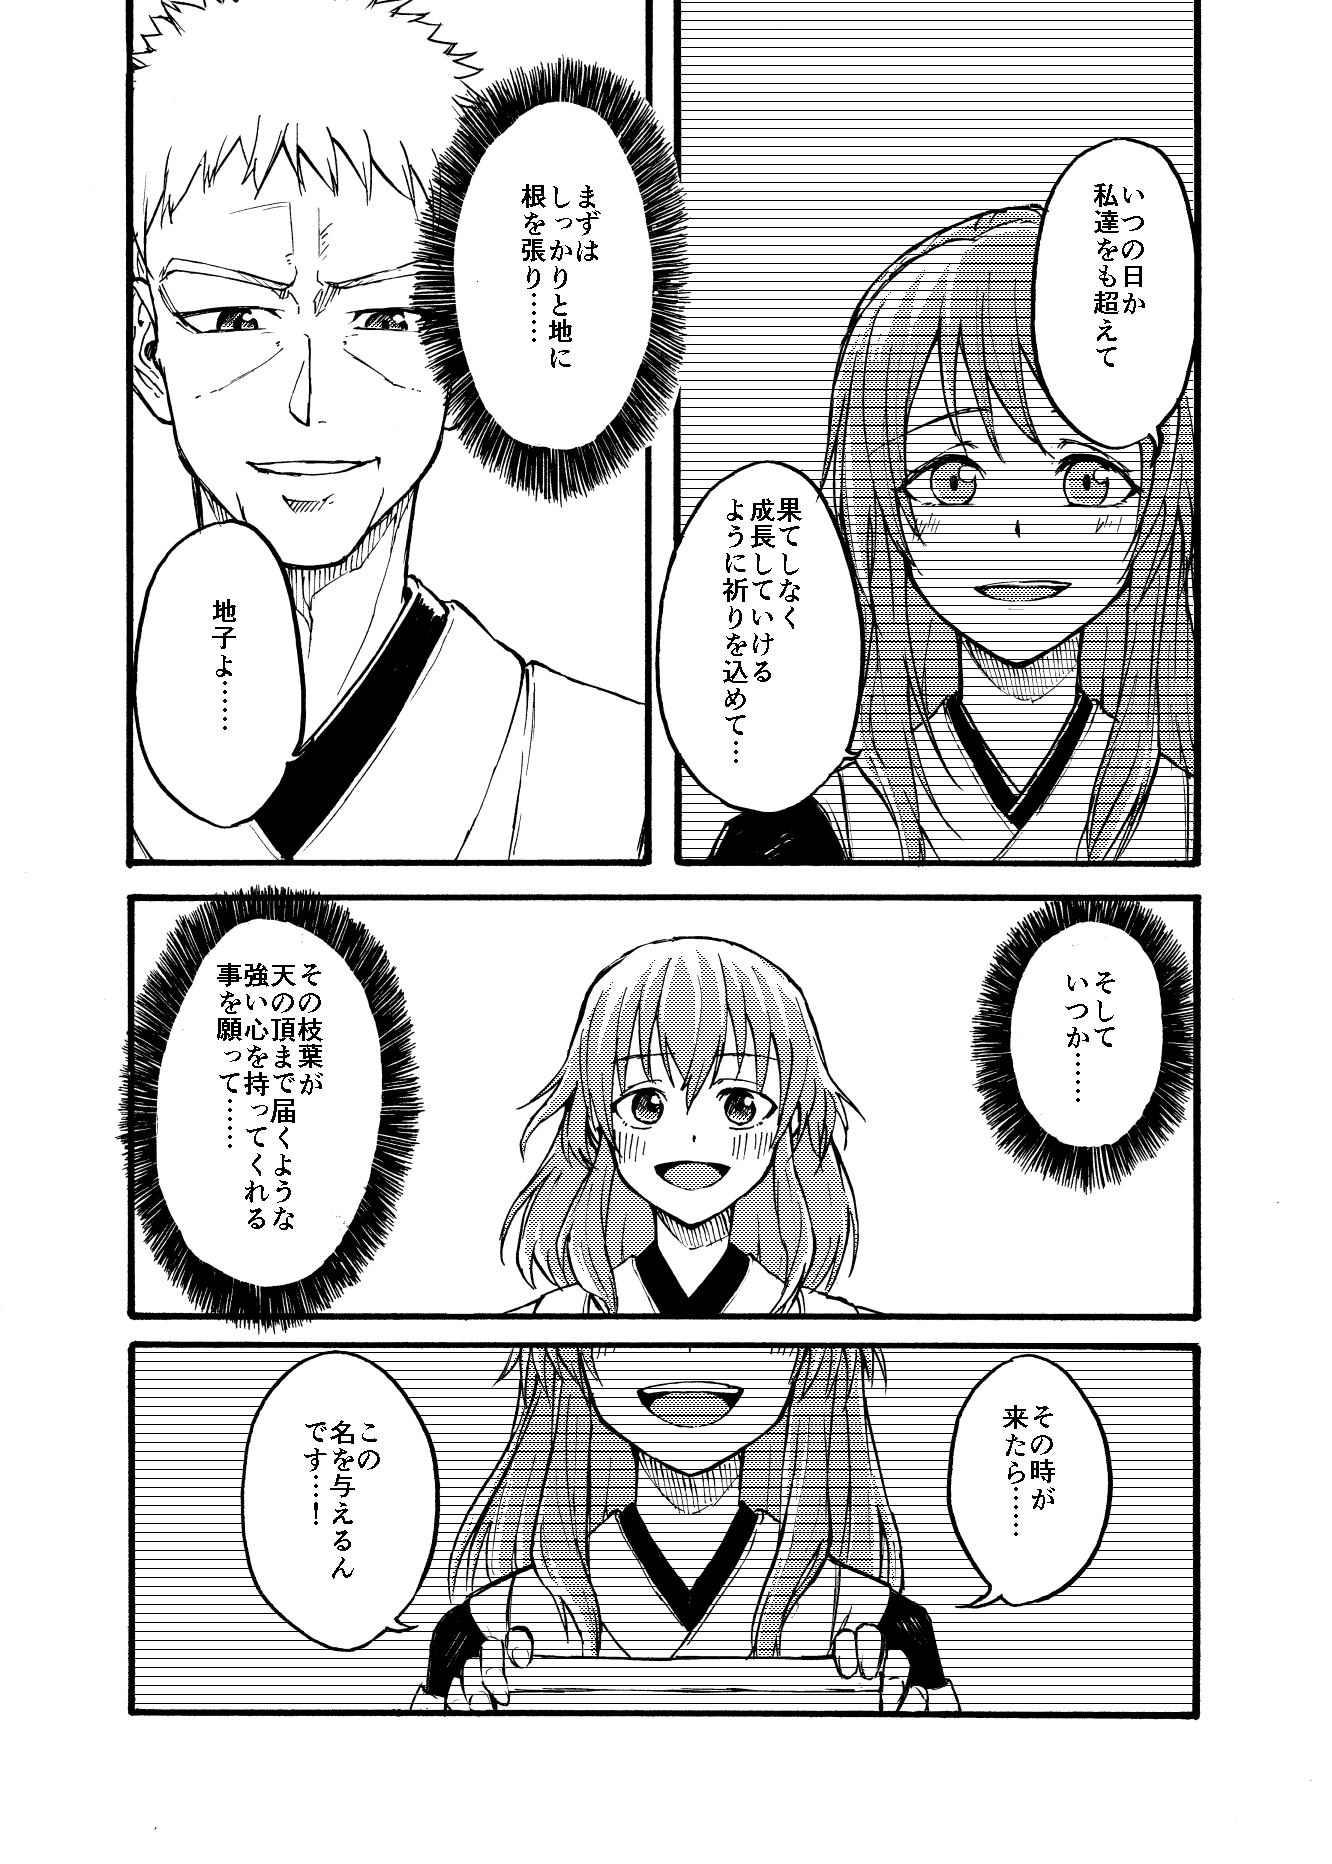 いつの日か
私達をも超えて
果てしなく
成長していける
ように祈りを込めて…
まずは
しっかりと地に
根を張り……
地子よ……
そして
いつか……
その枝葉が
天の頂まで届くような
強い心を持ってくれる
事を願って……
その時が
来たら……
この
名を与えるん
です…！